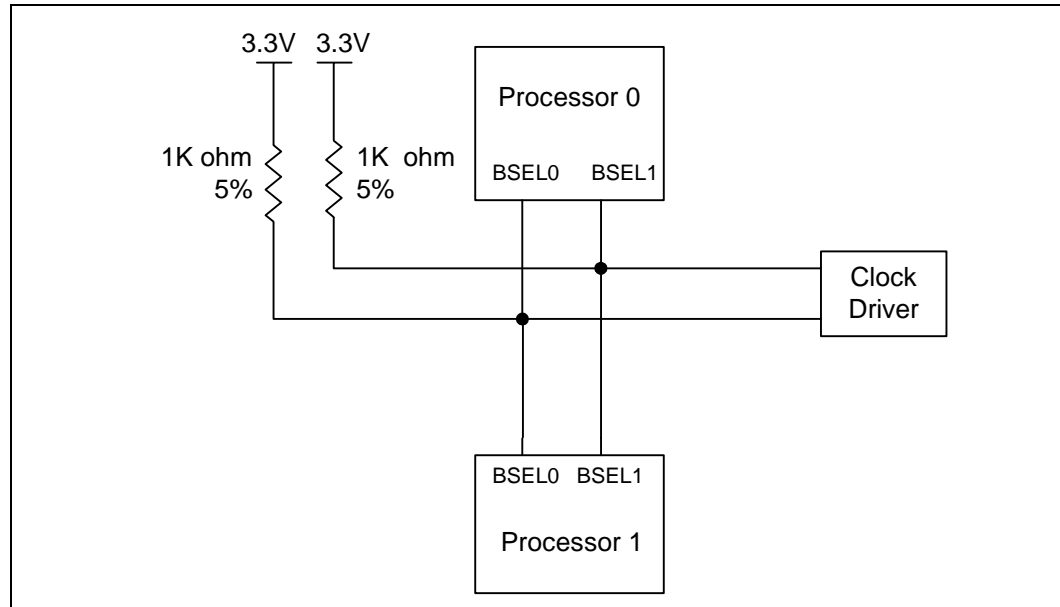 3.3V 3.3V
Processor 0
BSEL0 BSEL1
1K ohm
5%
1K ohm
5%
Clock
Driver
BSEL0 BSEL1
Processor 1